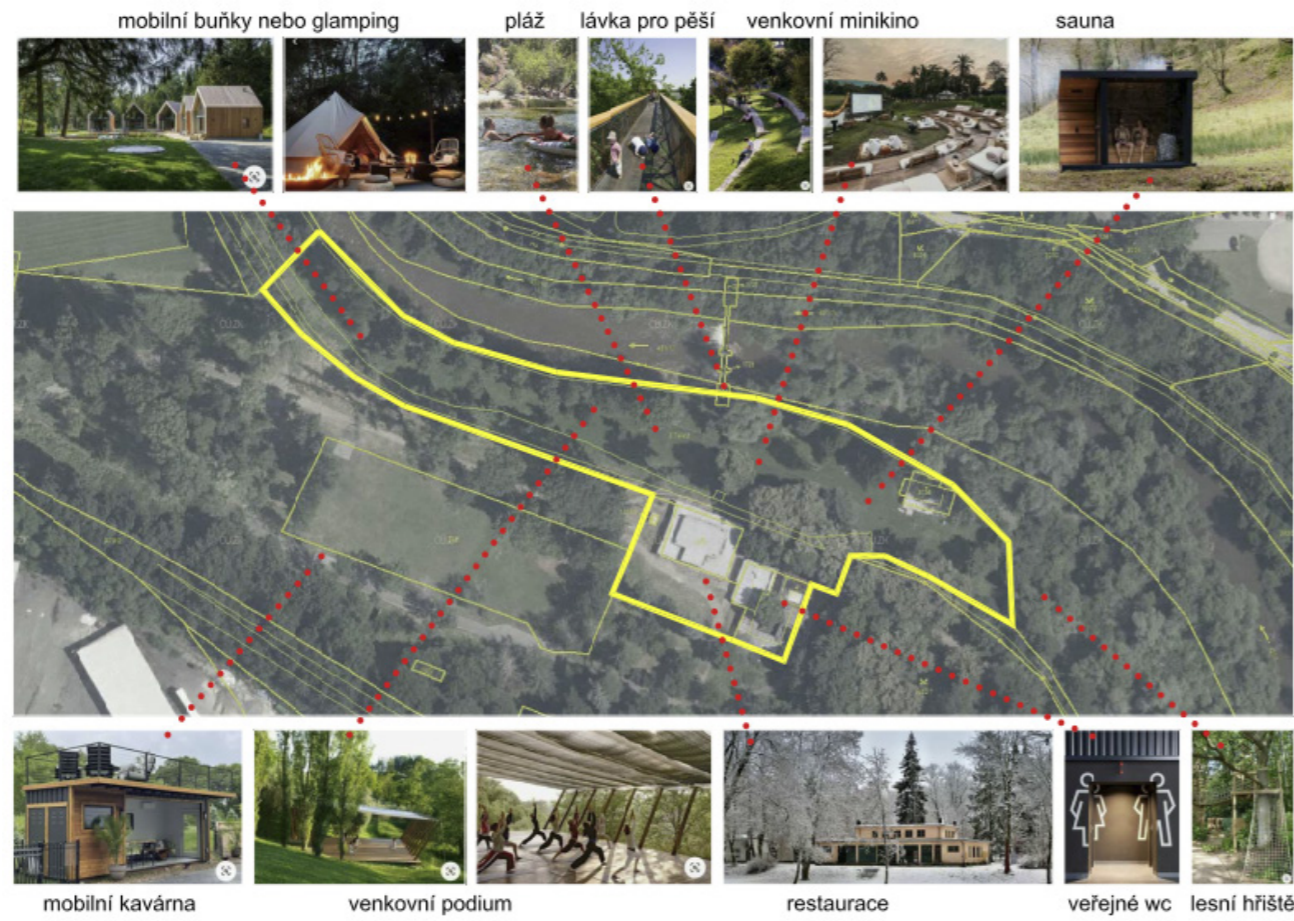 mobilní buňky nebo glamping
pláž
lávka pro pěší
venkovní minikino
sauna
mobilní kavárna
venkovní podium
restaurace
veřejné wc
lesní hřiště